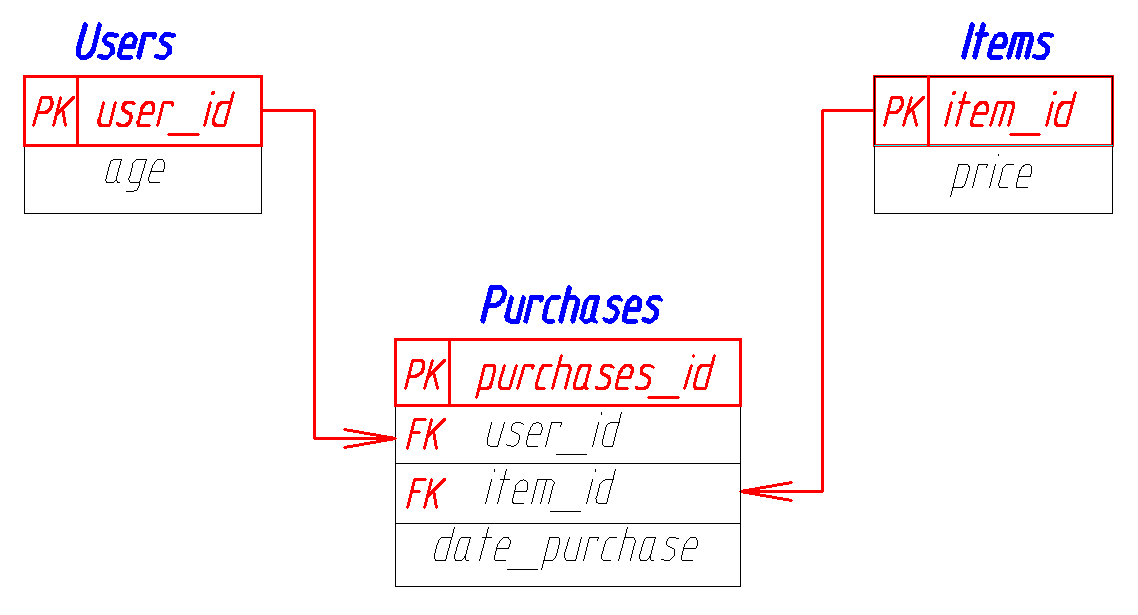 Users
PK user_id
age
Items
PK item_id
price
Purchases
PK purchases_id
FK user_id
FK item_id
date_purchase